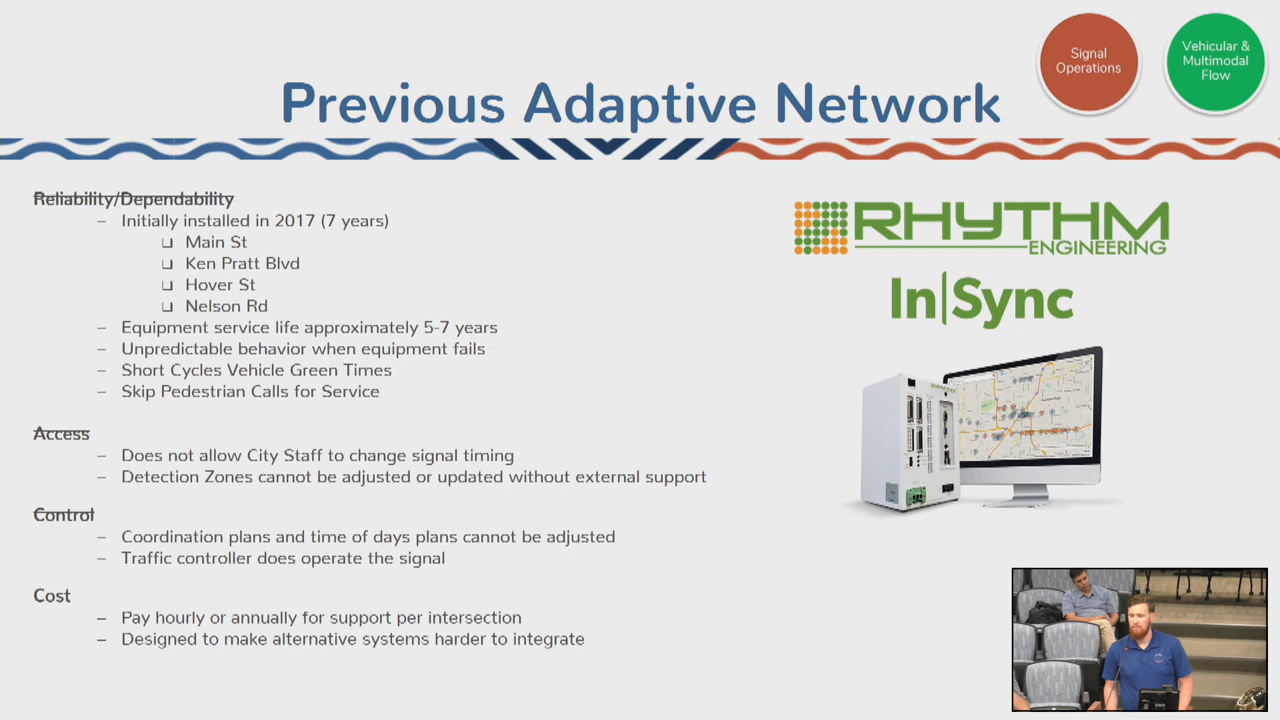 Signal
Operations
Vehicular &
Multimodal
Flow
Previous Adaptive Network
Reliability/Dependability
– Initially installed in 2017 (7 years)
❑ Main St
❑ Ken Pratt Blvd
❑ Hover St
❑ Nelson Rd
– Equipment service life approximately 5-7 years
– Unpredictable behavior when equipment fails
– Short Cycles Vehicle Green Times
– Skip Pedestrian Calls for Service
Access
– Does not allow City Staff to change signal timing
– Detection Zones cannot be adjusted or updated without external support
Control
– Coordination plans and time of days plans cannot be adjusted
– Traffic controller does operate the signal
Cost
– Pay hourly or annually for support per intersection
– Designed to make alternative systems harder to integrate
RHYTHM
ENGINEERING
In|Sync